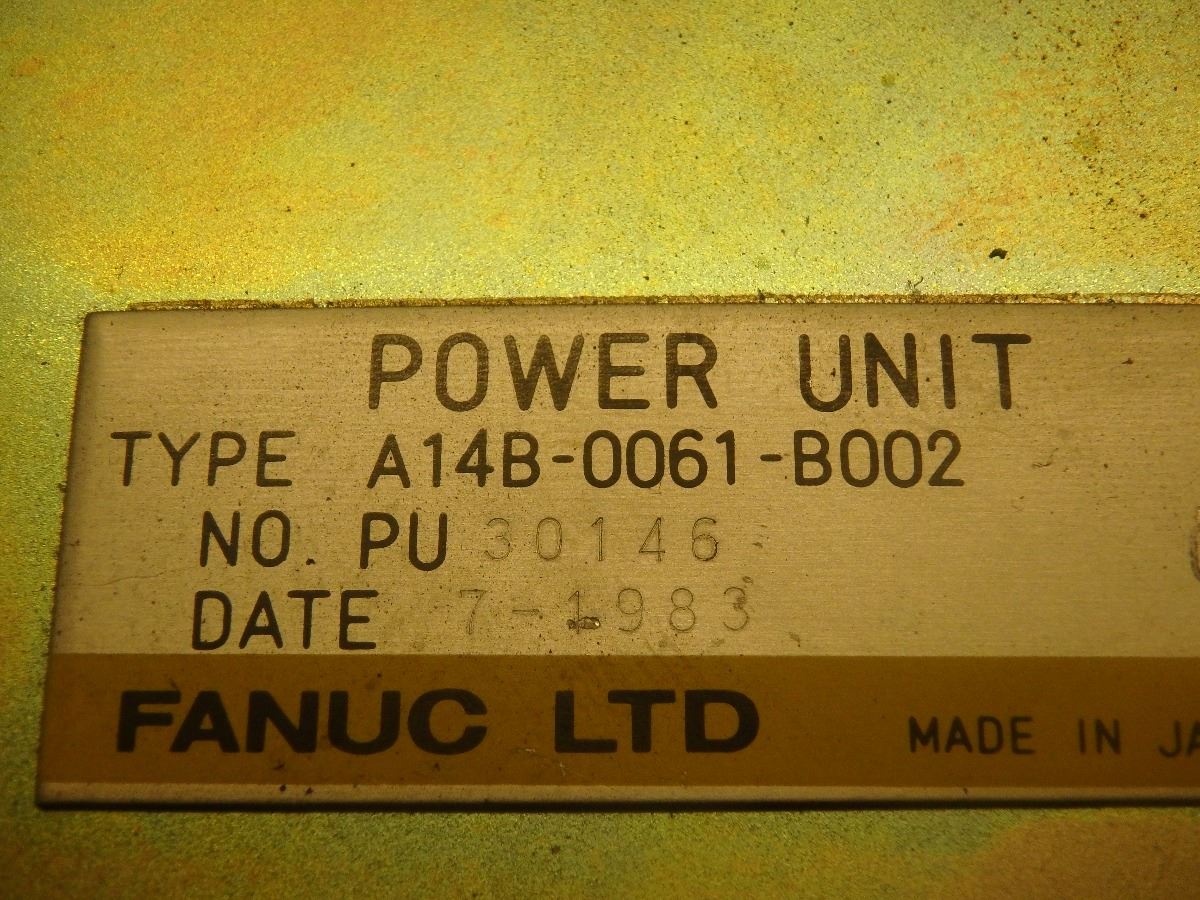 POWER UNIT
TYPE A14B-0061-B002
NO. PU 30146
DATE 7-1983
FANUC LTD MADE IN JA